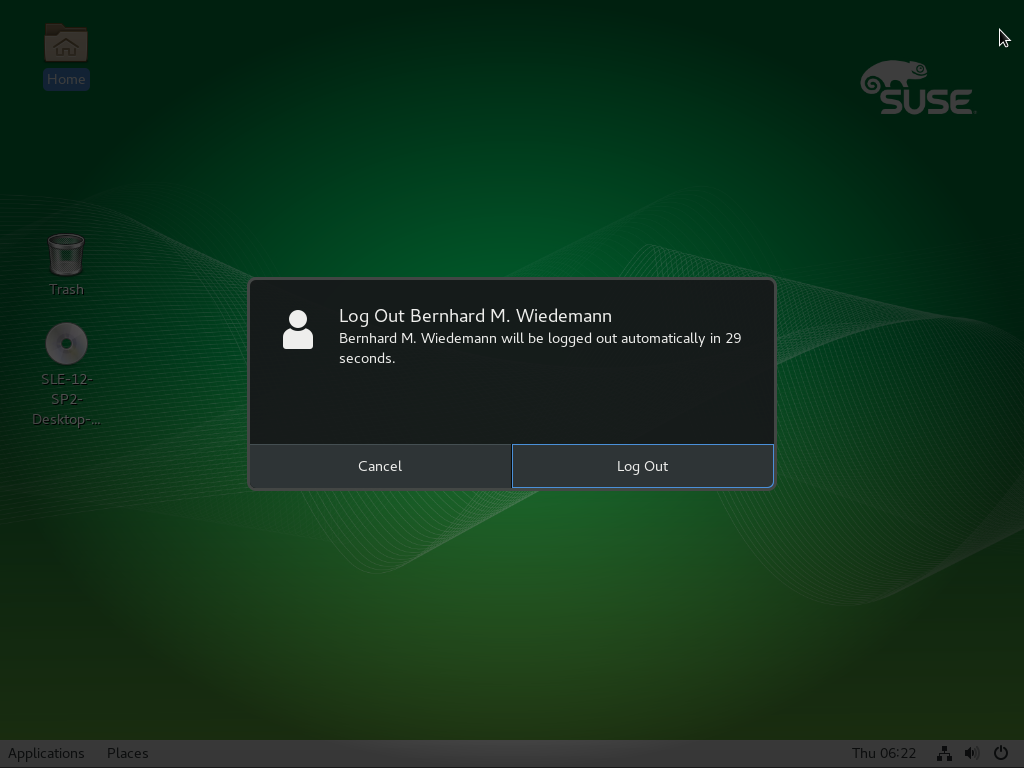 Home
SUSE
Trash
SLE-12-
SP2-
Desktop-...
Log Out Bernhard M. Wiedemann
Bernhard M. Wiedemann will be logged out automatically in 29
seconds.
Cancel
Log Out
Applications
Places
Thu 06:22